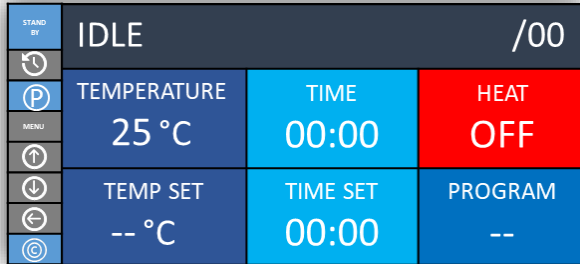 STAND
BY
IDLE
/00
P
MENU
©
TEMPERATURE
25 °C
TIME
00:00
HEAT
OFF
TEMP SET
-- °C
TIME SET
00:00
PROGRAM
--